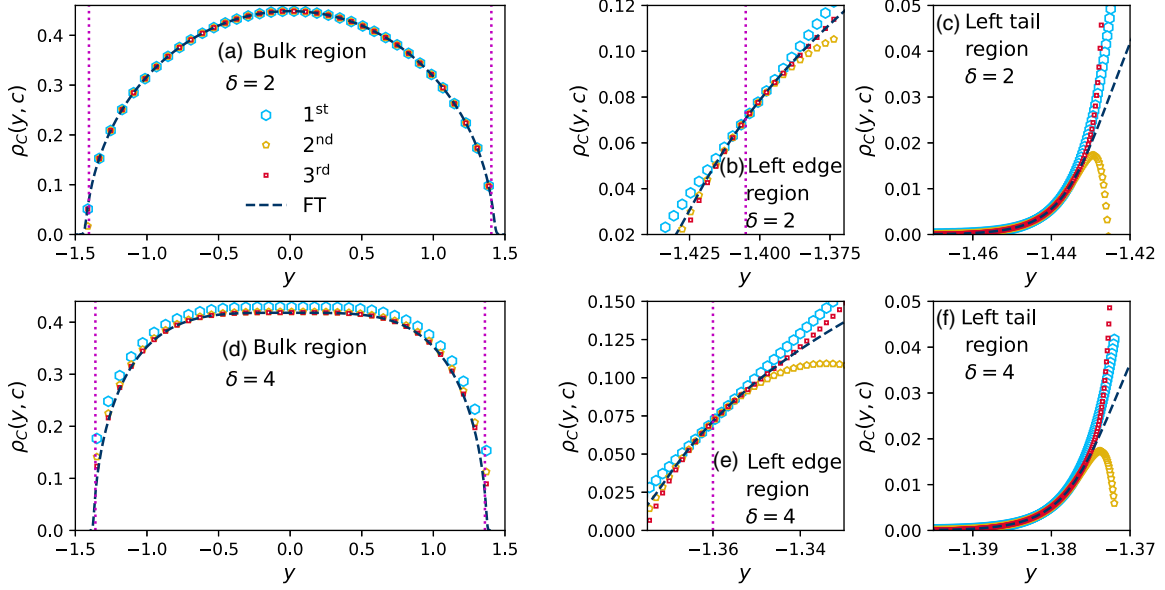 (a) Bulk region
δ = 2
1st
2nd
3rd
FT
ρC(y, c)
0.4
0.3
0.2
0.1
0.0
−1.5
−1.0
−0.5
0.0
0.5
1.0
1.5
y
ρC(y, c)
0.12
0.10
0.08
0.06
0.04
0.02
(b) Left edge
region
δ = 2
−1.425
−1.400
−1.375
y
ρC(y, c)
0.05
0.04
0.03
0.02
0.01
0.00
(c) Left tail
region
δ = 2
−1.46
−1.44
−1.42
y
ρC(y, c)
0.4
0.3
0.2
0.1
0.0
(d) Bulk region
δ = 4
−1.5
−1.0
−0.5
0.0
0.5
1.0
1.5
y
ρC(y, c)
0.150
0.125
0.100
0.075
0.050
0.025
0.000
(e) Left edge
region
δ = 4
−1.36
−1.34
y
ρC(y, c)
0.05
0.04
0.03
0.02
0.01
0.00
(f) Left tail
region
δ = 4
−1.39
−1.38
−1.37
y